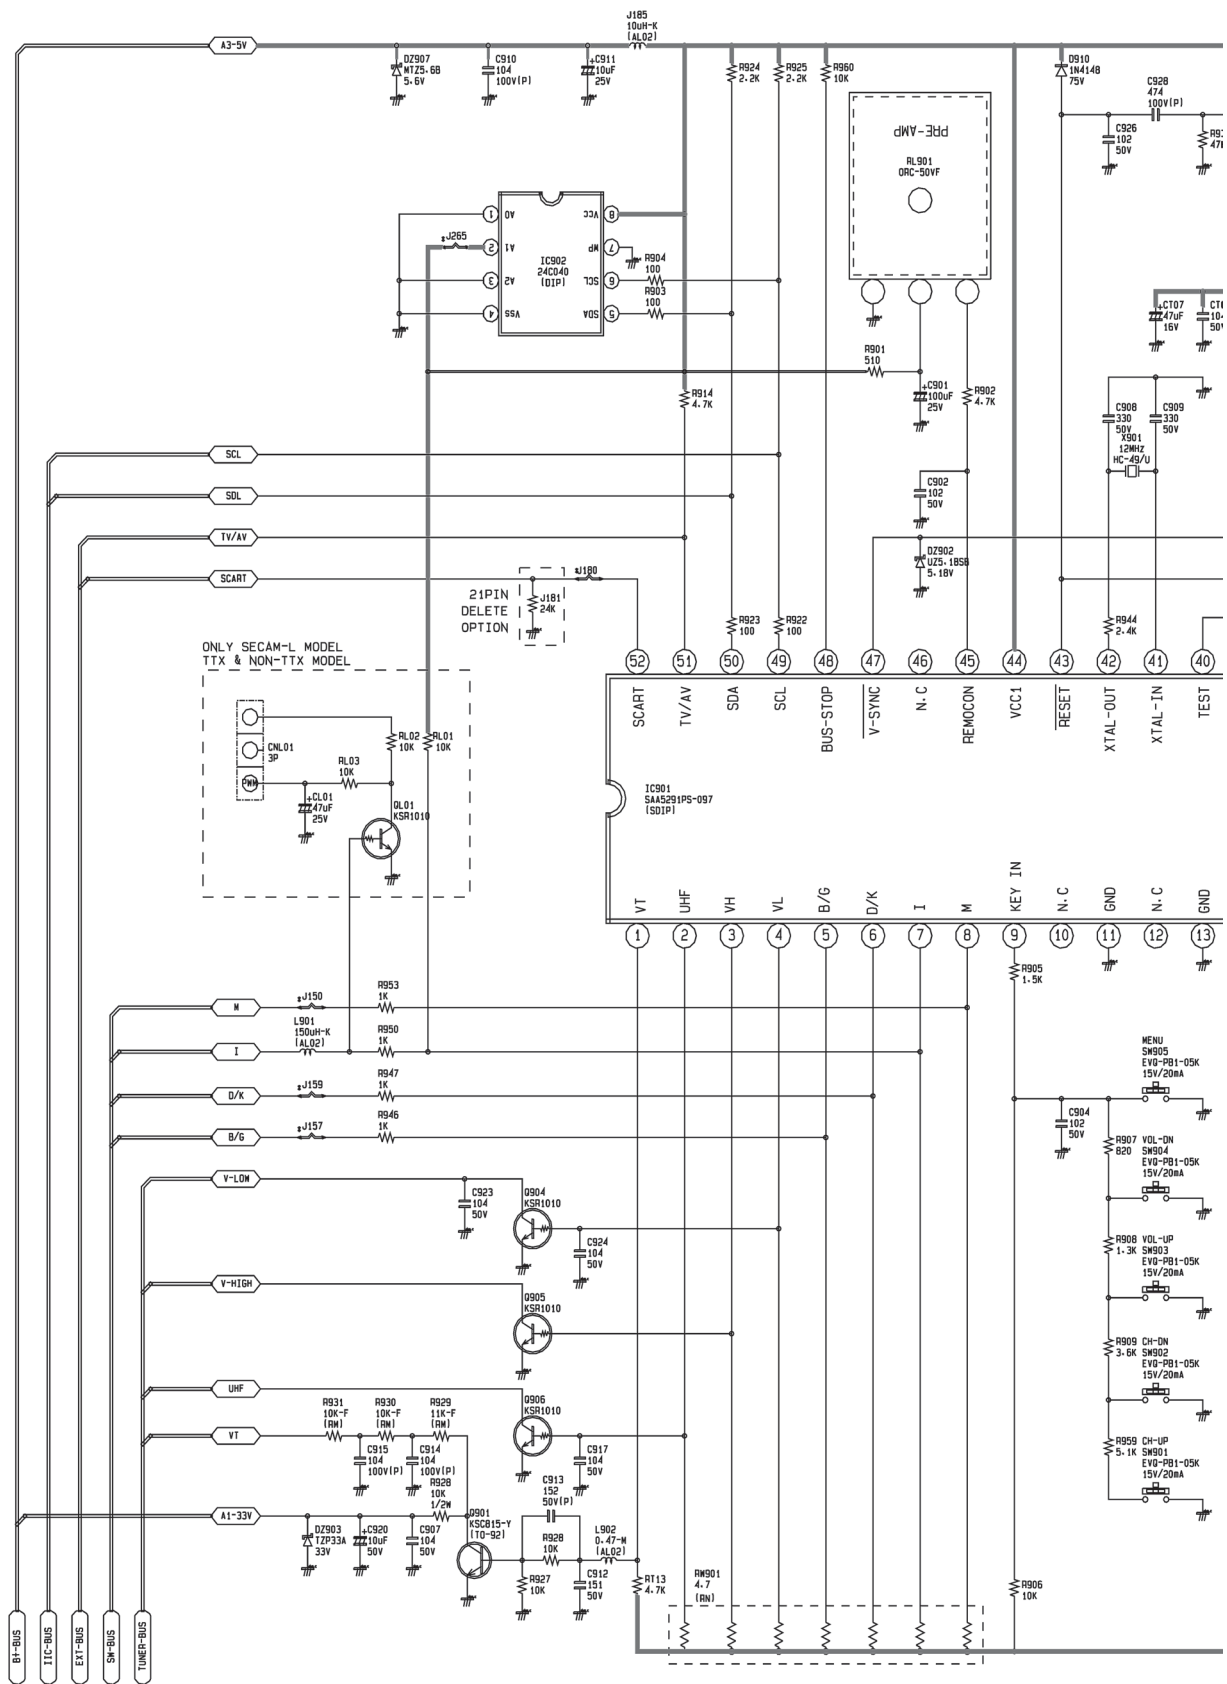 J185
10uH-K
(AL02)
A3-5V
DZ907
MTZ5.6B
5.6V
C910
104
100V(P)
+C911
10uF
25V
R924
2.2K
R925
2.2K
R960
10K
D910
1N4148
75V
C928
474
100V(P)
C926
102
50V
PRE-AMP
RL901
ORC-50VF
1 A0
2 A1
3 A2
4 VSS
VCC 8
WP 7
SCL 6
SDA 5
*J265
IC902
24C040
(DIP)
R904
100
R903
100
+CT07
47uF
16V
R901
510
R914
4.7K
+C901
100uF
25V
R902
4.7K
C908
330
50V
C909
330
50V
X901
12MHz
HC-49/U
SCL
SDL
TV/AV
SCART
C902
102
50V
DZ902
UZ5.1BSB
5.18V
*J180
21PIN
DELETE
OPTION
J181
24K
R923
100
R922
100
R944
2.4K
ONLY SECAM-L MODEL
TTX & NON-TTX MODEL
52 51 50 49 48 47 46 45 44 43 42 41 40
SCART
TV/AV
SDA
SCL
BUS-STOP
V-SYNC
N.C
REMOCON
VCC1
RESET
XTAL-OUT
XTAL-IN
TEST
CNL01
3P
PWM
RL02
10K
RL01
10K
RL03
10K
+CL01
47uF
25V
QL01
KSR1010
IC901
SAA5291PS-097
(SDIP)
VT
UHF
VH
VL
B/G
D/K
I
M
KEY IN
N.C
GND
N.C
GND
1 2 3 4 5 6 7 8 9 10 11 12 13
R905
1.5K
M
*J150
R953
1K
I
L901
150uH-K
(AL02)
R950
1K
D/K
*J159
R947
1K
B/G
*J157
R946
1K
MENU
SW905
EVQ-PB1-05K
15V/20mA
C904
102
50V
R907
820
VOL-DN
SW904
EVQ-PB1-05K
15V/20mA
R908
1.3K
VOL-UP
SW903
EVQ-PB1-05K
15V/20mA
R909
3.6K
CH-DN
SW902
EVQ-PB1-05K
15V/20mA
R959
5.1K
CH-UP
SW901
EVQ-PB1-05K
15V/20mA
V-LOW
C923
104
50V
Q904
KSR1010
C924
104
50V
V-HIGH
Q905
KSR1010
UHF
Q906
KSR1010
VT
R931
10K-F
(RM)
R930
10K-F
(RM)
R929
11K-F
(RM)
C915
104
100V(P)
C914
104
100V(P)
R928
10K
1/2W
C917
104
50V
A1-33V
DZ903
TZP33A
33V
+C920
10uF
50V
C907
104
50V
Q901
KSC815-Y
(TO-92)
C913
152
50V(P)
R928
10K
L902
0.47-M
(AL02)
R927
10K
C912
151
50V
RT13
4.7K
RW901
4.7
(RN)
R906
10K
B+-BUS
IIC-BUS
EXT-BUS
SW-BUS
TUNER-BUS